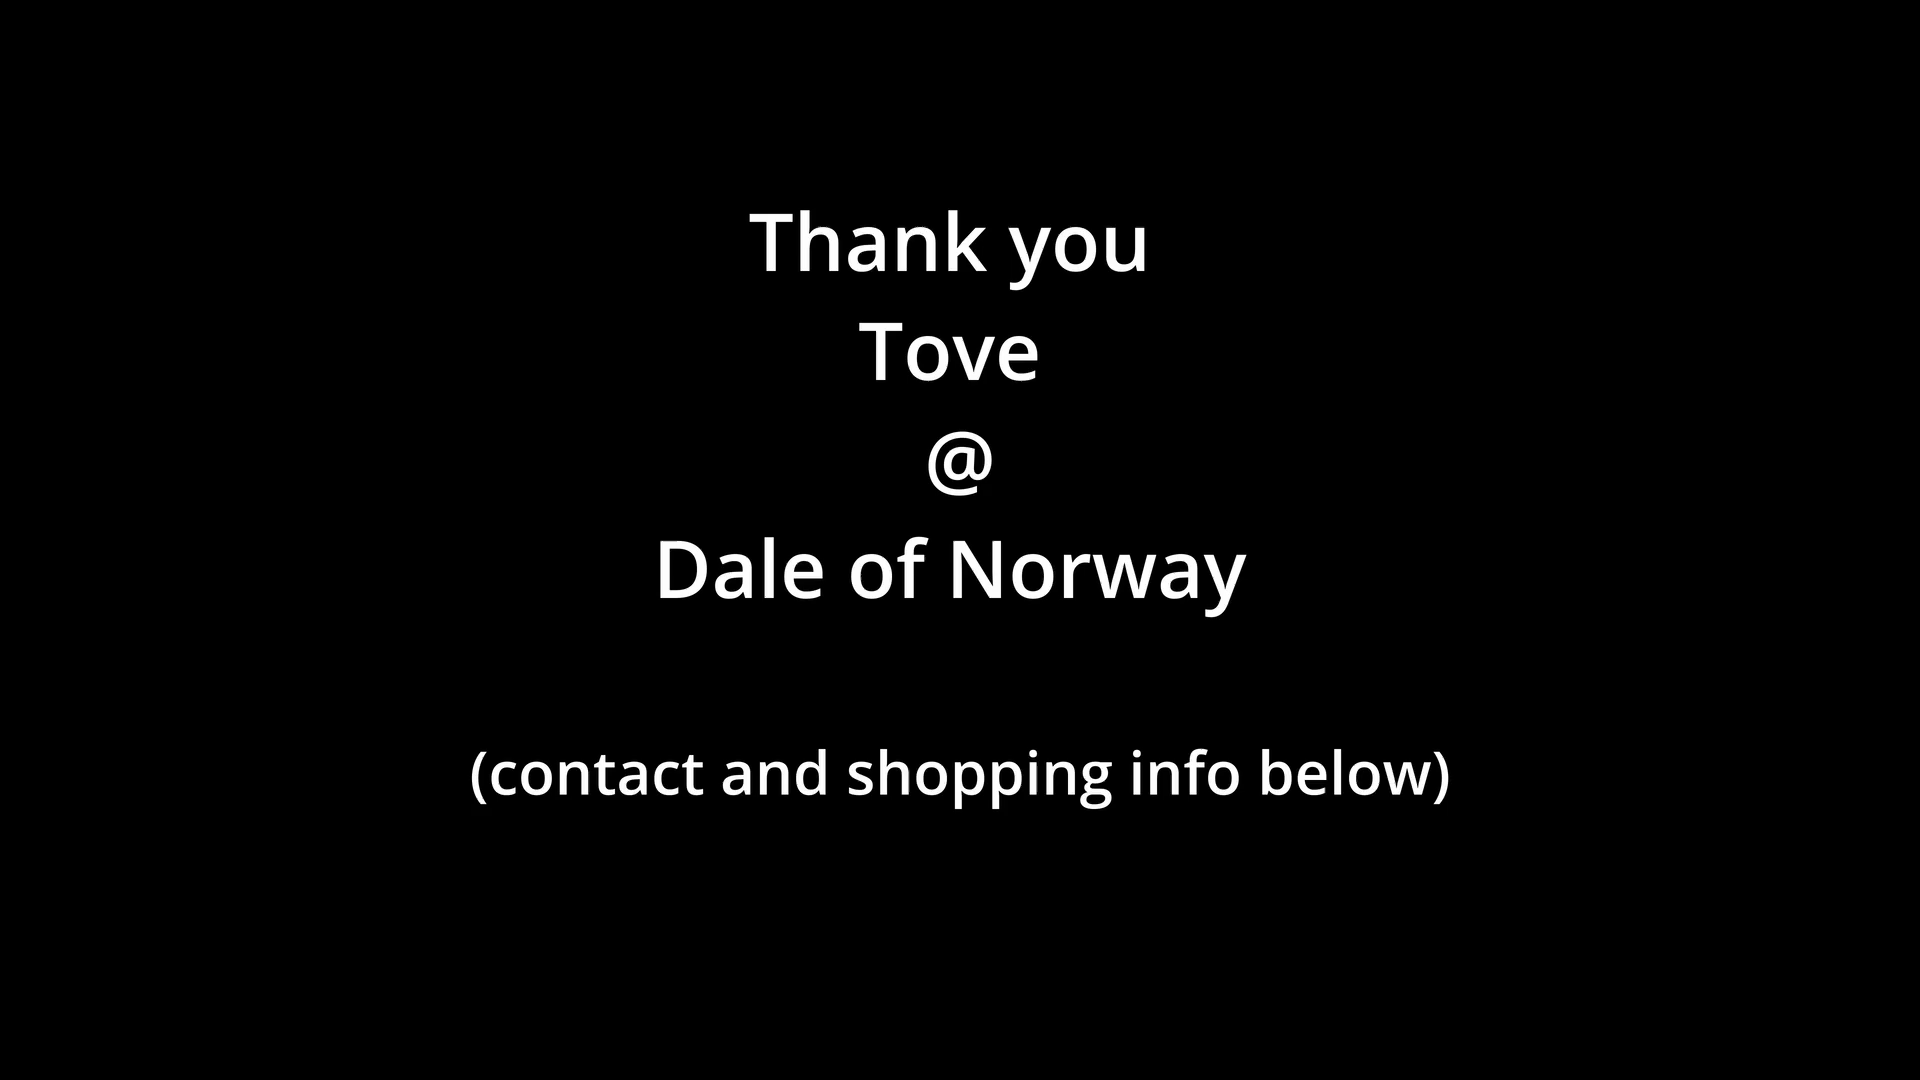 Thank you
Tove
@
Dale of Norway
(contact and shopping info below)